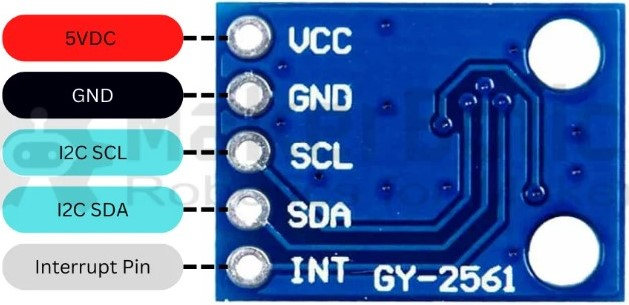 5VDC VCC
GND GND
I2C SCL SCL
I2C SDA SDA
Interrupt Pin INT GY-2561